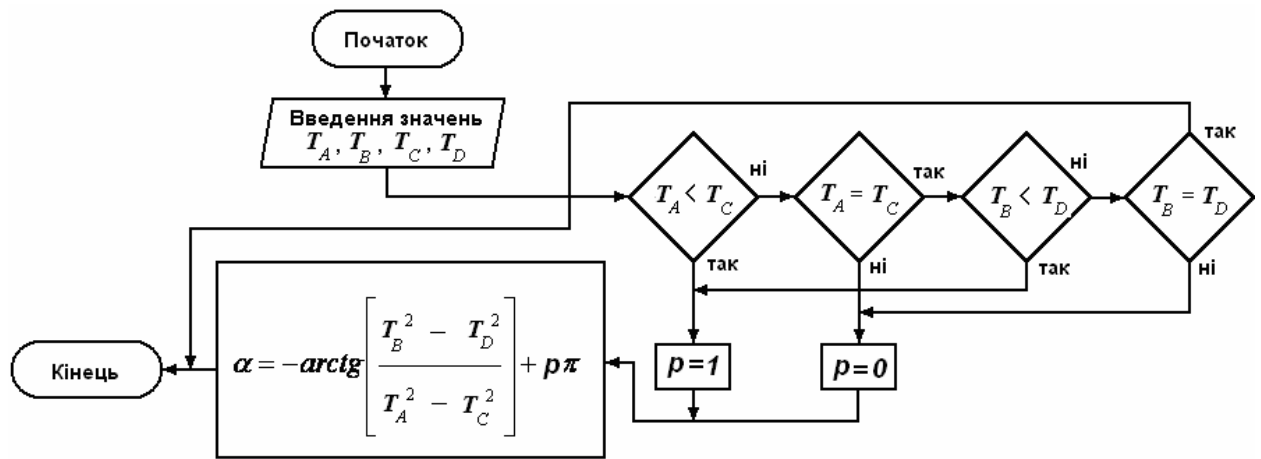 Початок
Введення значень
T_A, T_B, T_C, T_D
T_A < T_C
ні
так
T_A = T_C
так
ні
T_B < T_D
ні
так
T_B = T_D
так
ні
p=1
p=0
α = -arctg[(T_B² - T_D²)/(T_A² - T_C²)] + pπ
Кінець